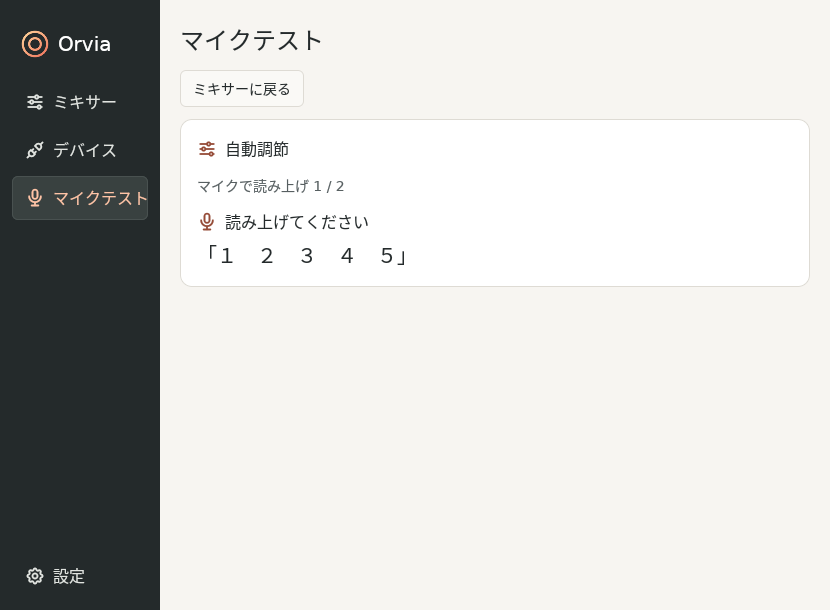 Orvia
ミキサー
デバイス
マイクテスト
設定
マイクテスト
ミキサーに戻る
自動調節
マイクで読み上げ 1 / 2
読み上げてください
「１　２　３　４　５」